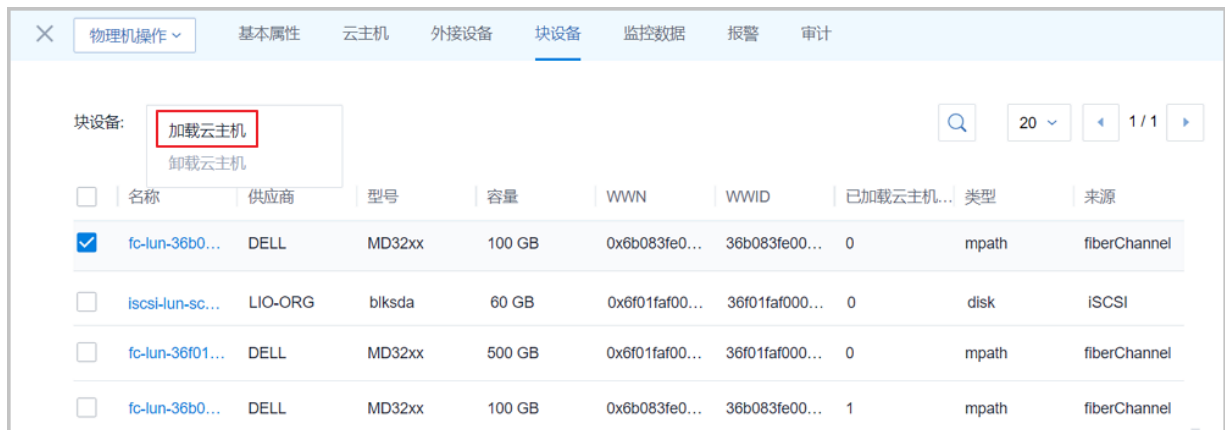 物理机操作 基本属性 云主机 外接设备 块设备 监控数据 报警 审计
块设备: 加载云主机 20 1 / 1
卸载云主机
名称 供应商 型号 容量 WWN WWID 已加载云主机... 类型 来源
fc-lun-36b0... DELL MD32xx 100 GB 0x6b083fe0... 36b083fe00... 0 mpath fiberChannel
iscsi-lun-sc... LIO-ORG blksda 60 GB 0x6f01faf00... 36f01faf000... 0 disk iSCSI
fc-lun-36f01... DELL MD32xx 500 GB 0x6f01faf00... 36f01faf000... 0 mpath fiberChannel
fc-lun-36b0... DELL MD32xx 100 GB 0x6b083fe0... 36b083fe00... 1 mpath fiberChannel